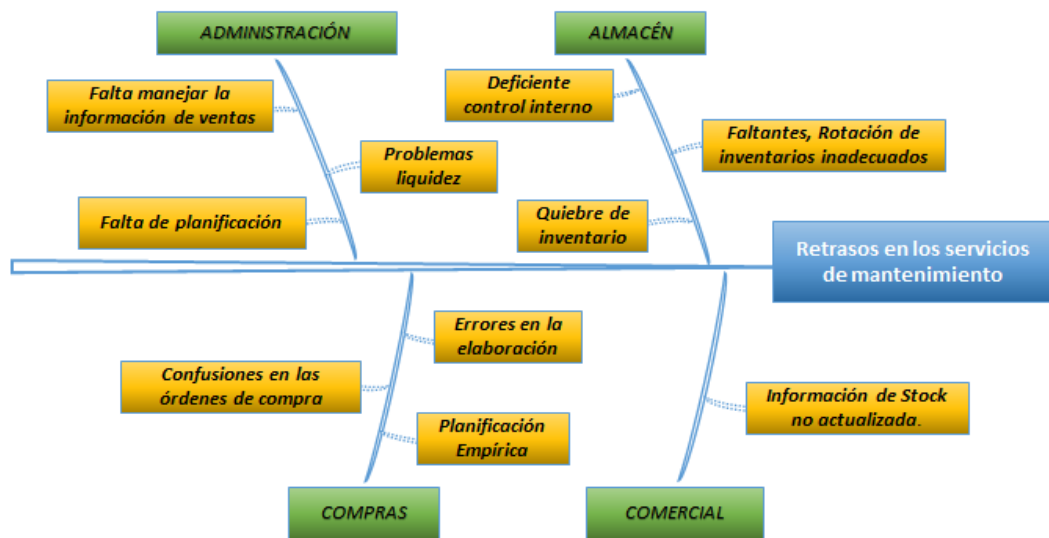 ADMINISTRACIÓN
ALMACÉN
Falta manejar la
información de ventas
Deficiente
control interno
Problemas
liquidez
Faltantes, Rotación de
inventarios inadecuados
Falta de planificación
Quiebre de
inventario
Retrasos en los servicios
de mantenimiento
Errores en la
elaboración
Confusiones en las
órdenes de compra
Información de Stock
no actualizada.
Planificación
Empírica
COMPRAS
COMERCIAL